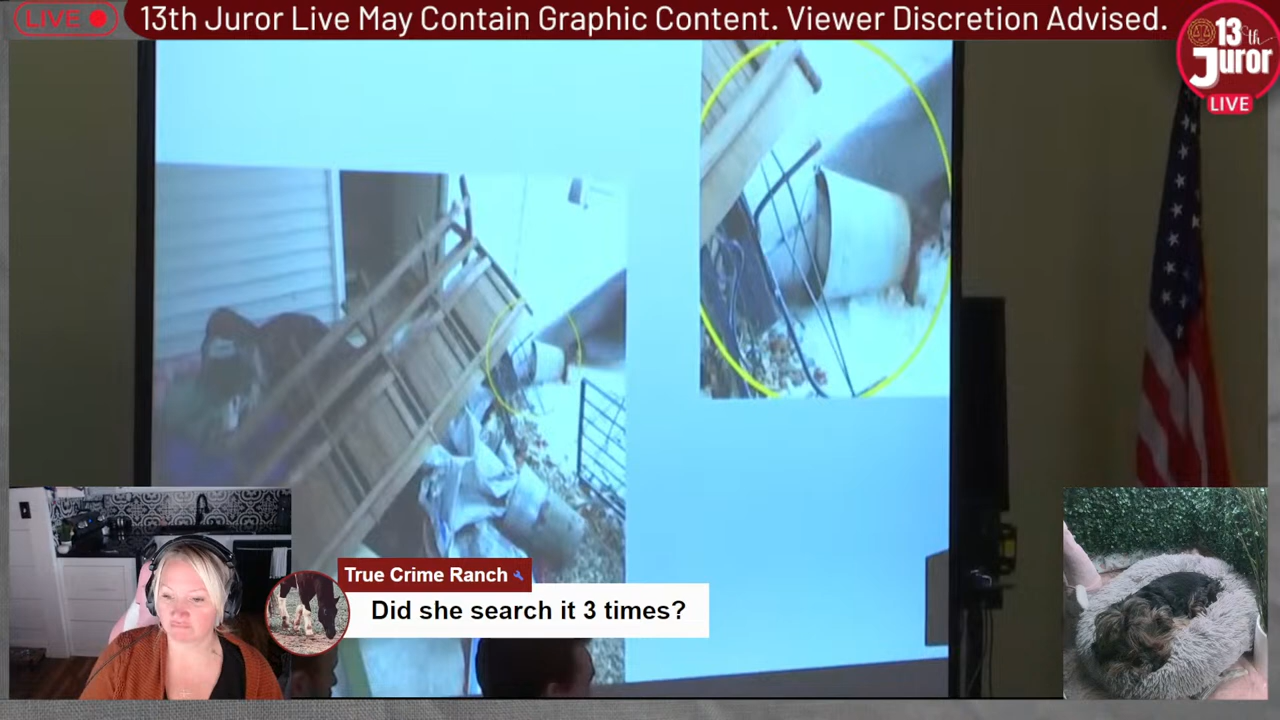 LIVE
13th Juror Live May Contain Graphic Content. Viewer Discretion Advised.
13th
Juror
LIVE
True Crime Ranch
Did she search it 3 times?